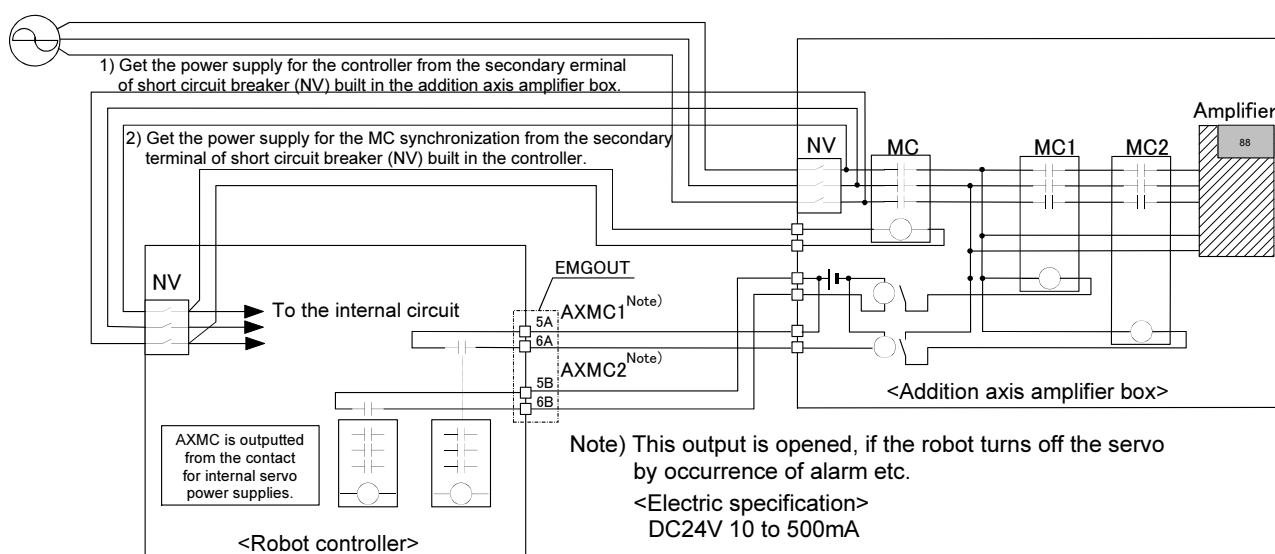 1) Get the power supply for the controller from the secondary erminal
of short circuit breaker (NV) built in the addition axis amplifier box.
2) Get the power supply for the MC synchronization from the secondary
terminal of short circuit breaker (NV) built in the controller.
Amplifier
88
NV
MC
MC1
MC2
NV
To the internal circuit
EMGOUT
5A
AXMC1 Note)
6A
AXMC2 Note)
5B
6B
<Addition axis amplifier box>
AXMC is outputted
from the contact
for internal servo
power supplies.
<Robot controller>
Note) This output is opened, if the robot turns off the servo
by occurrence of alarm etc.
<Electric specification>
DC24V 10 to 500mA